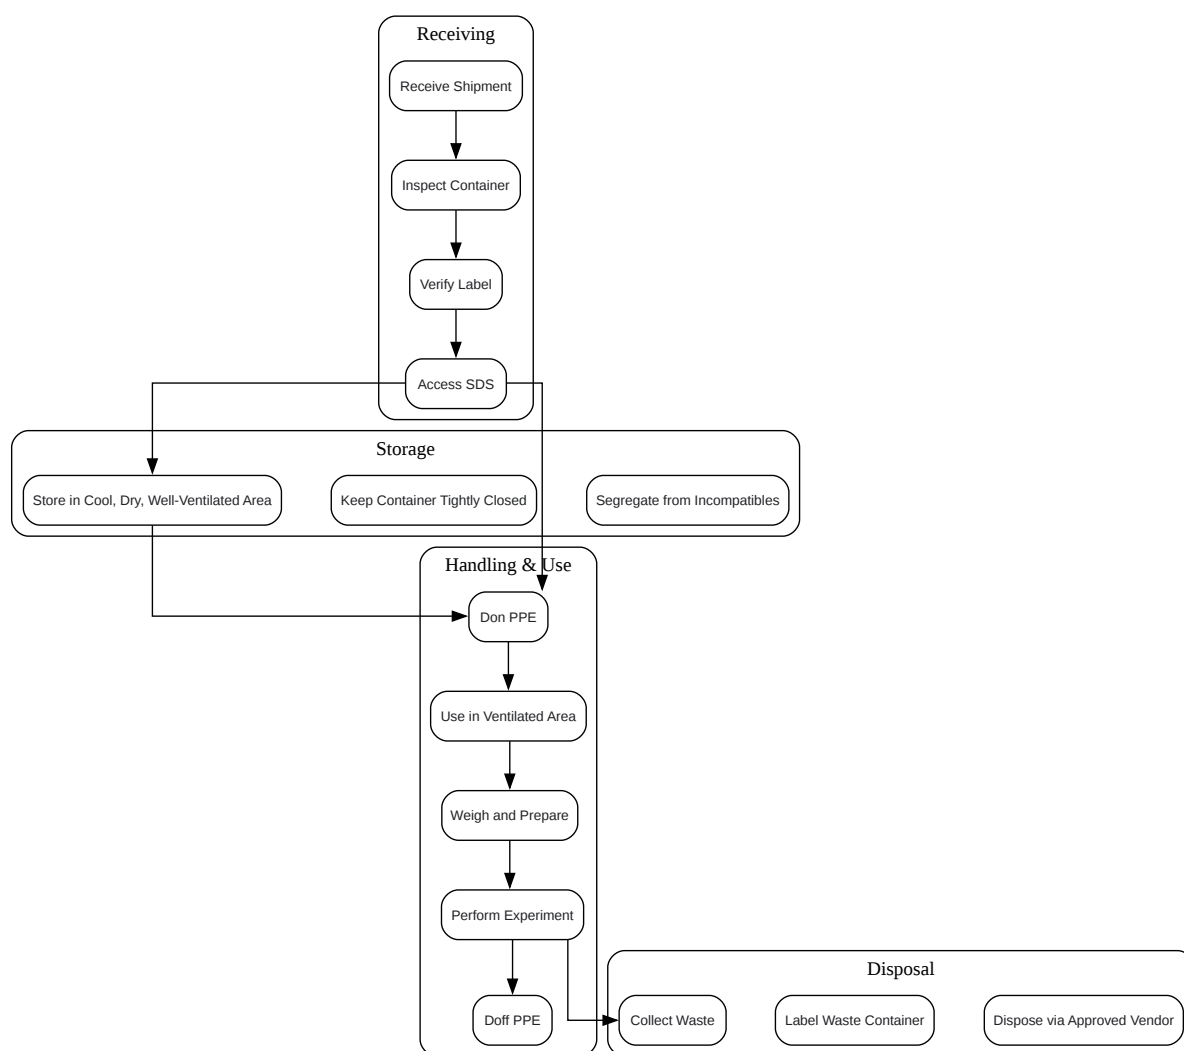 Receiving
Receive Shipment
Inspect Container
Verify Label
Access SDS
Storage
Store in Cool, Dry, Well-Ventilated Area
Keep Container Tightly Closed
Segregate from Incompatibles
Handling & Use
Don PPE
Use in Ventilated Area
Weigh and Prepare
Perform Experiment
Doff PPE
Disposal
Collect Waste
Label Waste Container
Dispose via Approved Vendor